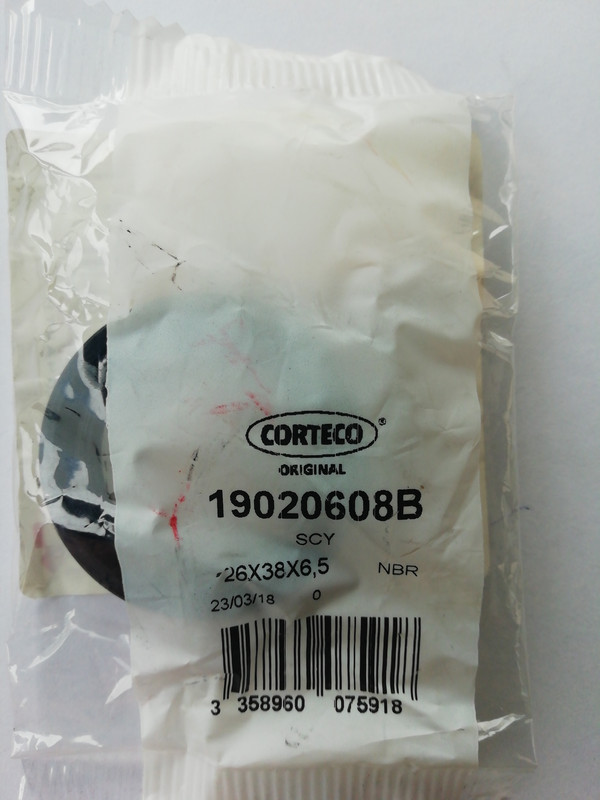 CORTECO®
ORIGINAL
19020608B
SCY
26X38X6,5 NBR
23/03/18 0
3 358960 075918